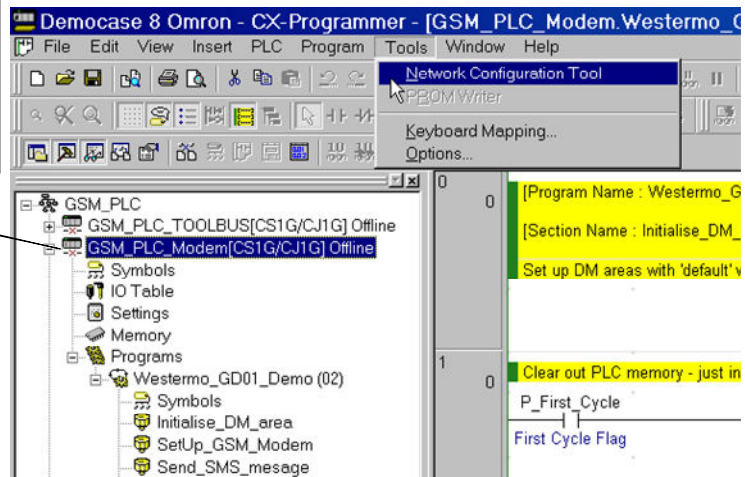 Democase 8 Omron - CX-Programmer - [GSM_PLC_Modem.Westermo_G
File Edit View Insert PLC Program Tools Window Help
Network Configuration Tool
PROM Writer
Keyboard Mapping...
Options...
GSM_PLC
GSM_PLC_TOOLBUS[CS1G/CJ1G] Offline
GSM_PLC_Modem[CS1G/CJ1G] Offline
Symbols
IO Table
Settings
Memory
Programs
Westermo_GD01_Demo (02)
Symbols
Initialise_DM_area
SetUp_GSM_Modem
Send_SMS_mesage
0
0
[Program Name : Westermo_G
[Section Name : Initialise_DM_
Set up DM areas with 'default' v
1
0
Clear out PLC memory - just in
P_First_Cycle
First Cycle Flag